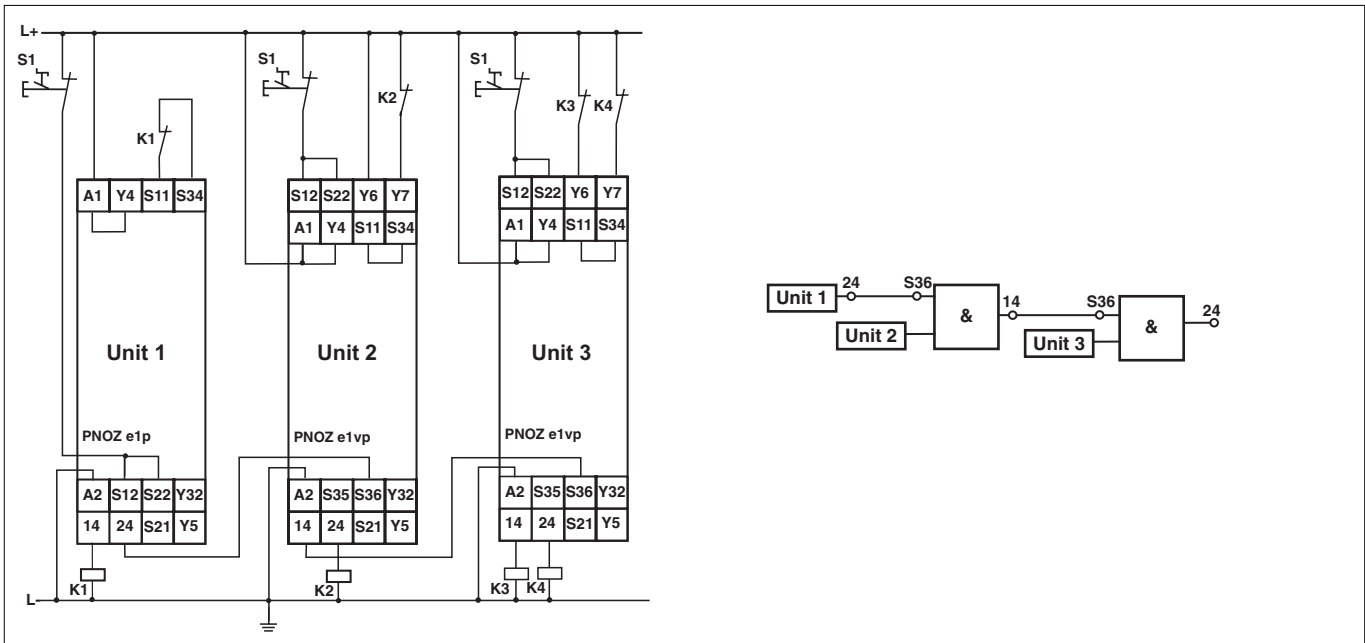 L+
S1 S1 S1
K1 K2 K3 K4
A1 Y4 S11 S34
S12 S22 Y6 Y7
A1 Y4 S11 S34
S12 S22 Y6 Y7
A1 Y4 S11 S34
Unit 1
Unit 2
Unit 3
PNOZ e1p
PNOZ e1vp
PNOZ e1vp
A2 S12 S22 Y32
14 24 S21 Y5
A2 S35 S36 Y32
14 24 S21 Y5
A2 S35 S36 Y32
14 24 S21 Y5
K1 K2 K3 K4
L-
Unit 1 24 S36
Unit 2 & 14 S36
Unit 3 & 24